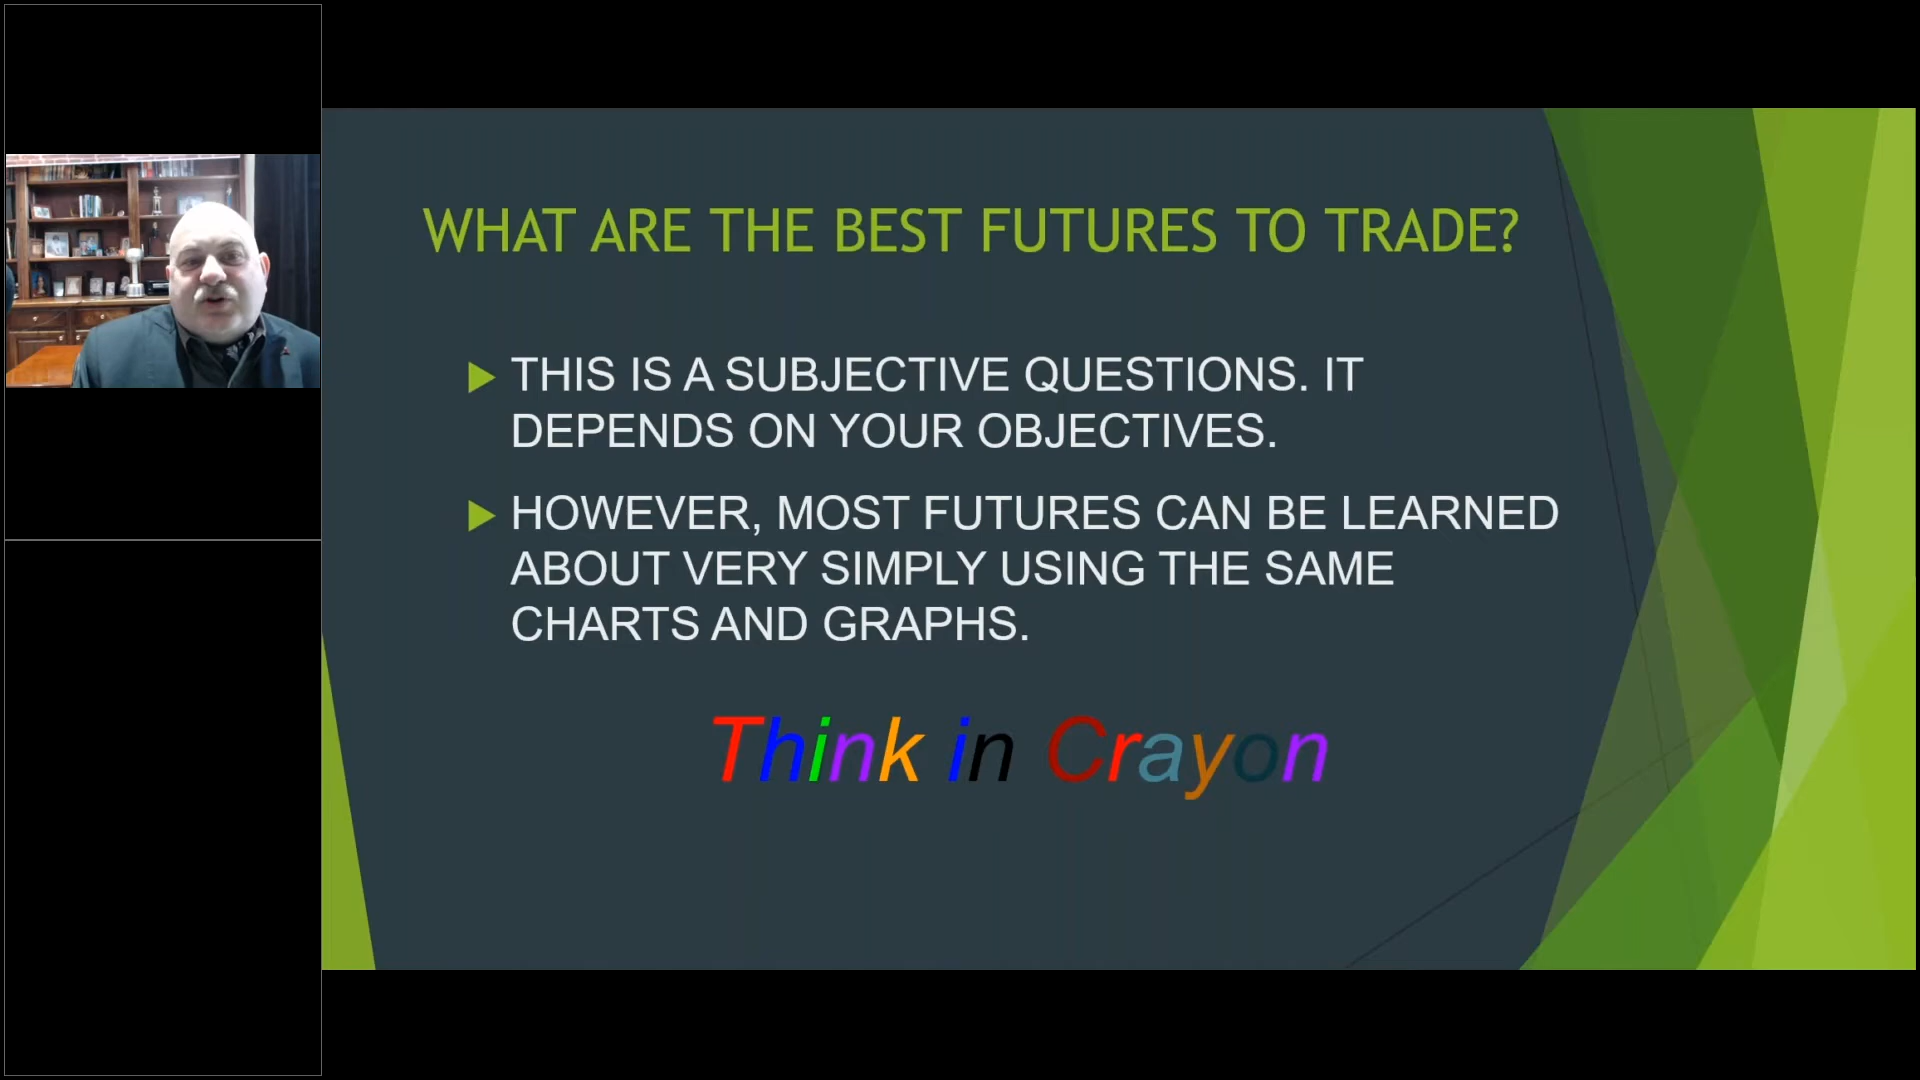 WHAT ARE THE BEST FUTURES TO TRADE?
THIS IS A SUBJECTIVE QUESTIONS. IT
DEPENDS ON YOUR OBJECTIVES.
HOWEVER, MOST FUTURES CAN BE LEARNED
ABOUT VERY SIMPLY USING THE SAME
CHARTS AND GRAPHS.
Think in Crayon